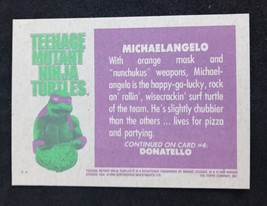 TEENAGE
MUTANT
NINJA
TURTLES
MICHAELANGELO
With orange mask and
"nunchukus" weapons, Michael-
angelo is the happy-go-lucky, rock
an' rollin', wisecrockin' surf turtle
of the team. He's slightly chubbier
than the others ... lives for pizza
and partying.
CONTINUED ON CARD #6.
DONATELLO